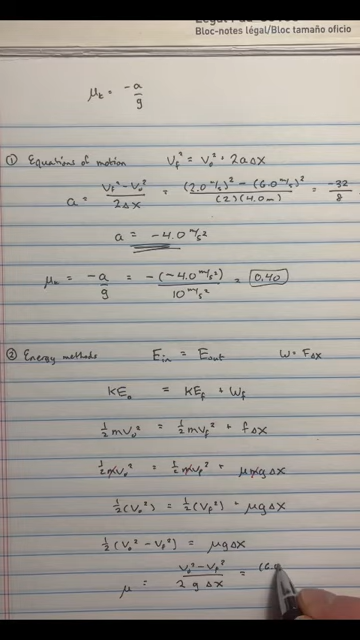 Bloc-notes légal/Bloc tamaño oficio
μk = -a/g
① Equations of motion Vf² = V₀² + 2aΔx
a = (Vf² - V₀²)/(2Δx) = ((2.0 m/s)² - (6.0 m/s)²)/((2)(4.0m)) = -32/8
a = -4.0 m/s²
μk = -a/g = -(-4.0 m/s²)/(10 m/s²) = 0.40
② Energy methods Ein = Eout W = FΔx
KE₀ = KEf + Wf
½mv₀² = ½mvf² + fΔx
½mv₀² = ½mvf² + μmgΔx
½(v₀²) = ½(vf²) + μgΔx
½(v₀² - vf²) = μgΔx
μ = (v₀² - vf²)/(2gΔx) = (6.0